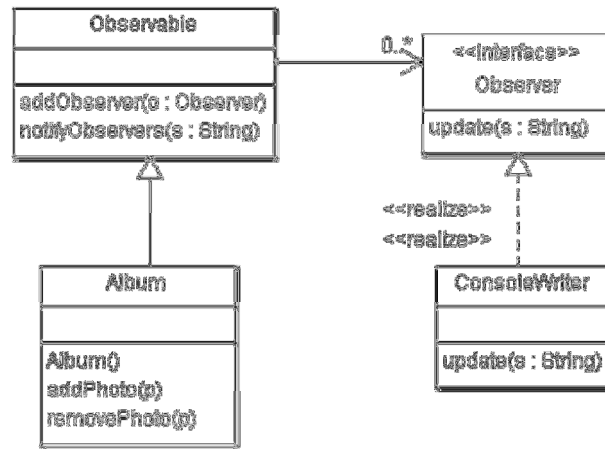 Observable
addObserver(o : Observer)
notifyObservers(s : String)
0..*
<<interface>>
Observer
update(s : String)
<<realize>>
<<realize>>
Album
Album()
addPhoto(p)
removePhoto(p)
ConsoleWriter
update(s : String)